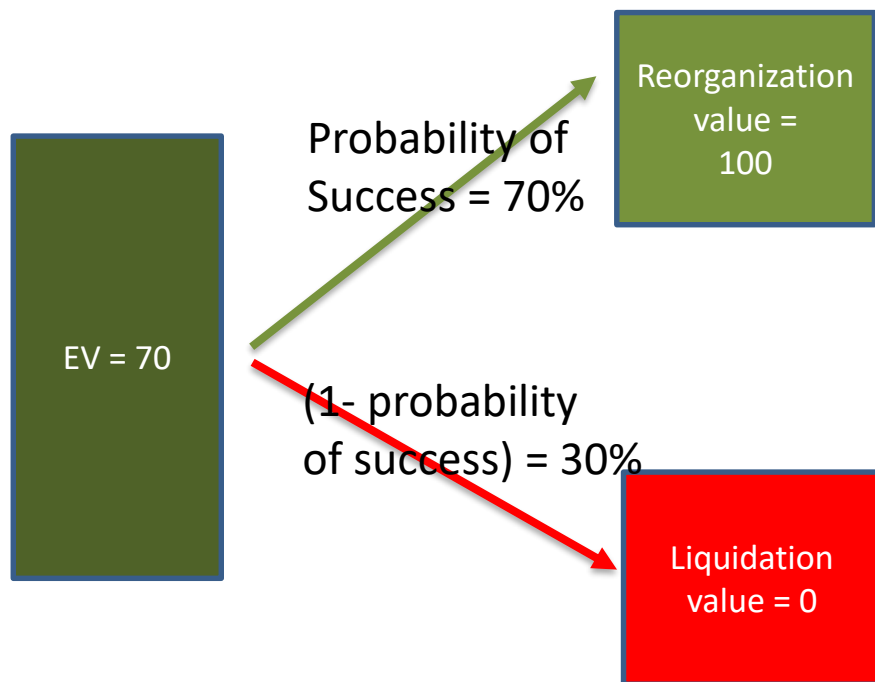 Reorganization
value =
100
Probability of
Success = 70%
EV = 70
(1- probability
of success) = 30%
Liquidation
value = 0